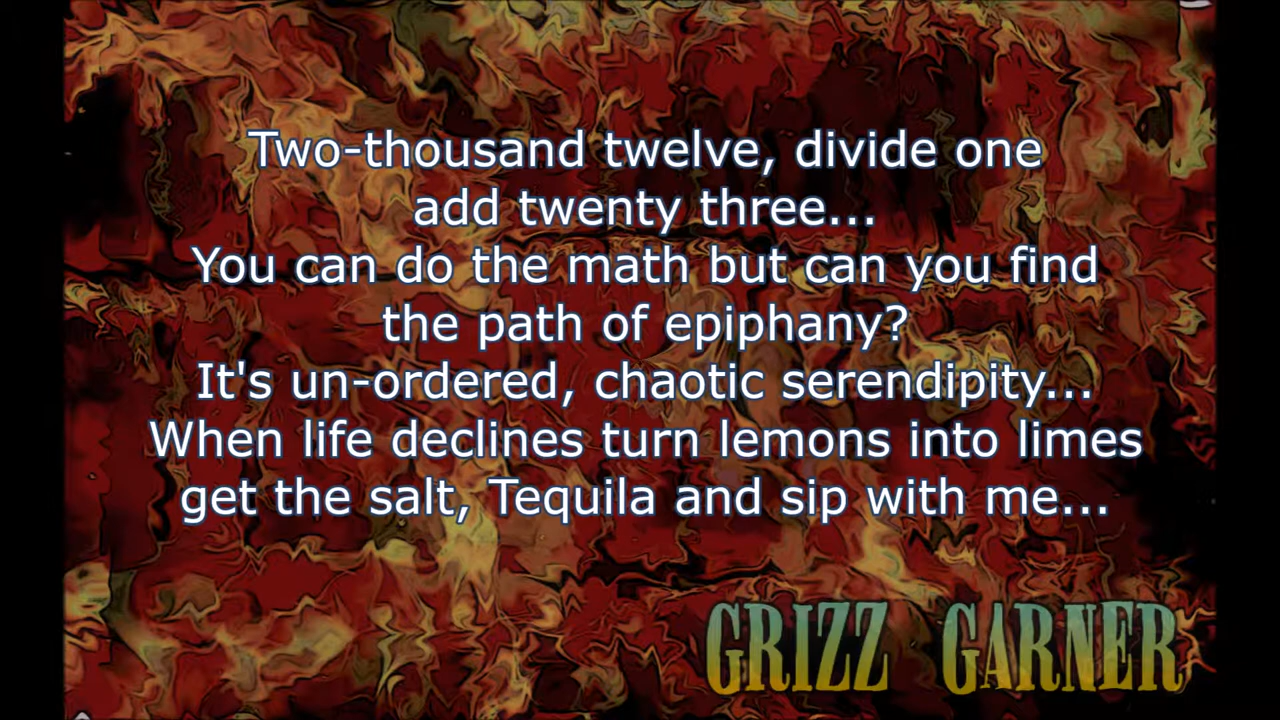 Two-thousand twelve, divide one
add twenty three...
You can do the math but can you find
the path of epiphany?
It's un-ordered, chaotic serendipity...
When life declines turn lemons into limes
get the salt, Tequila and sip with me...
GRIZZ GARNER